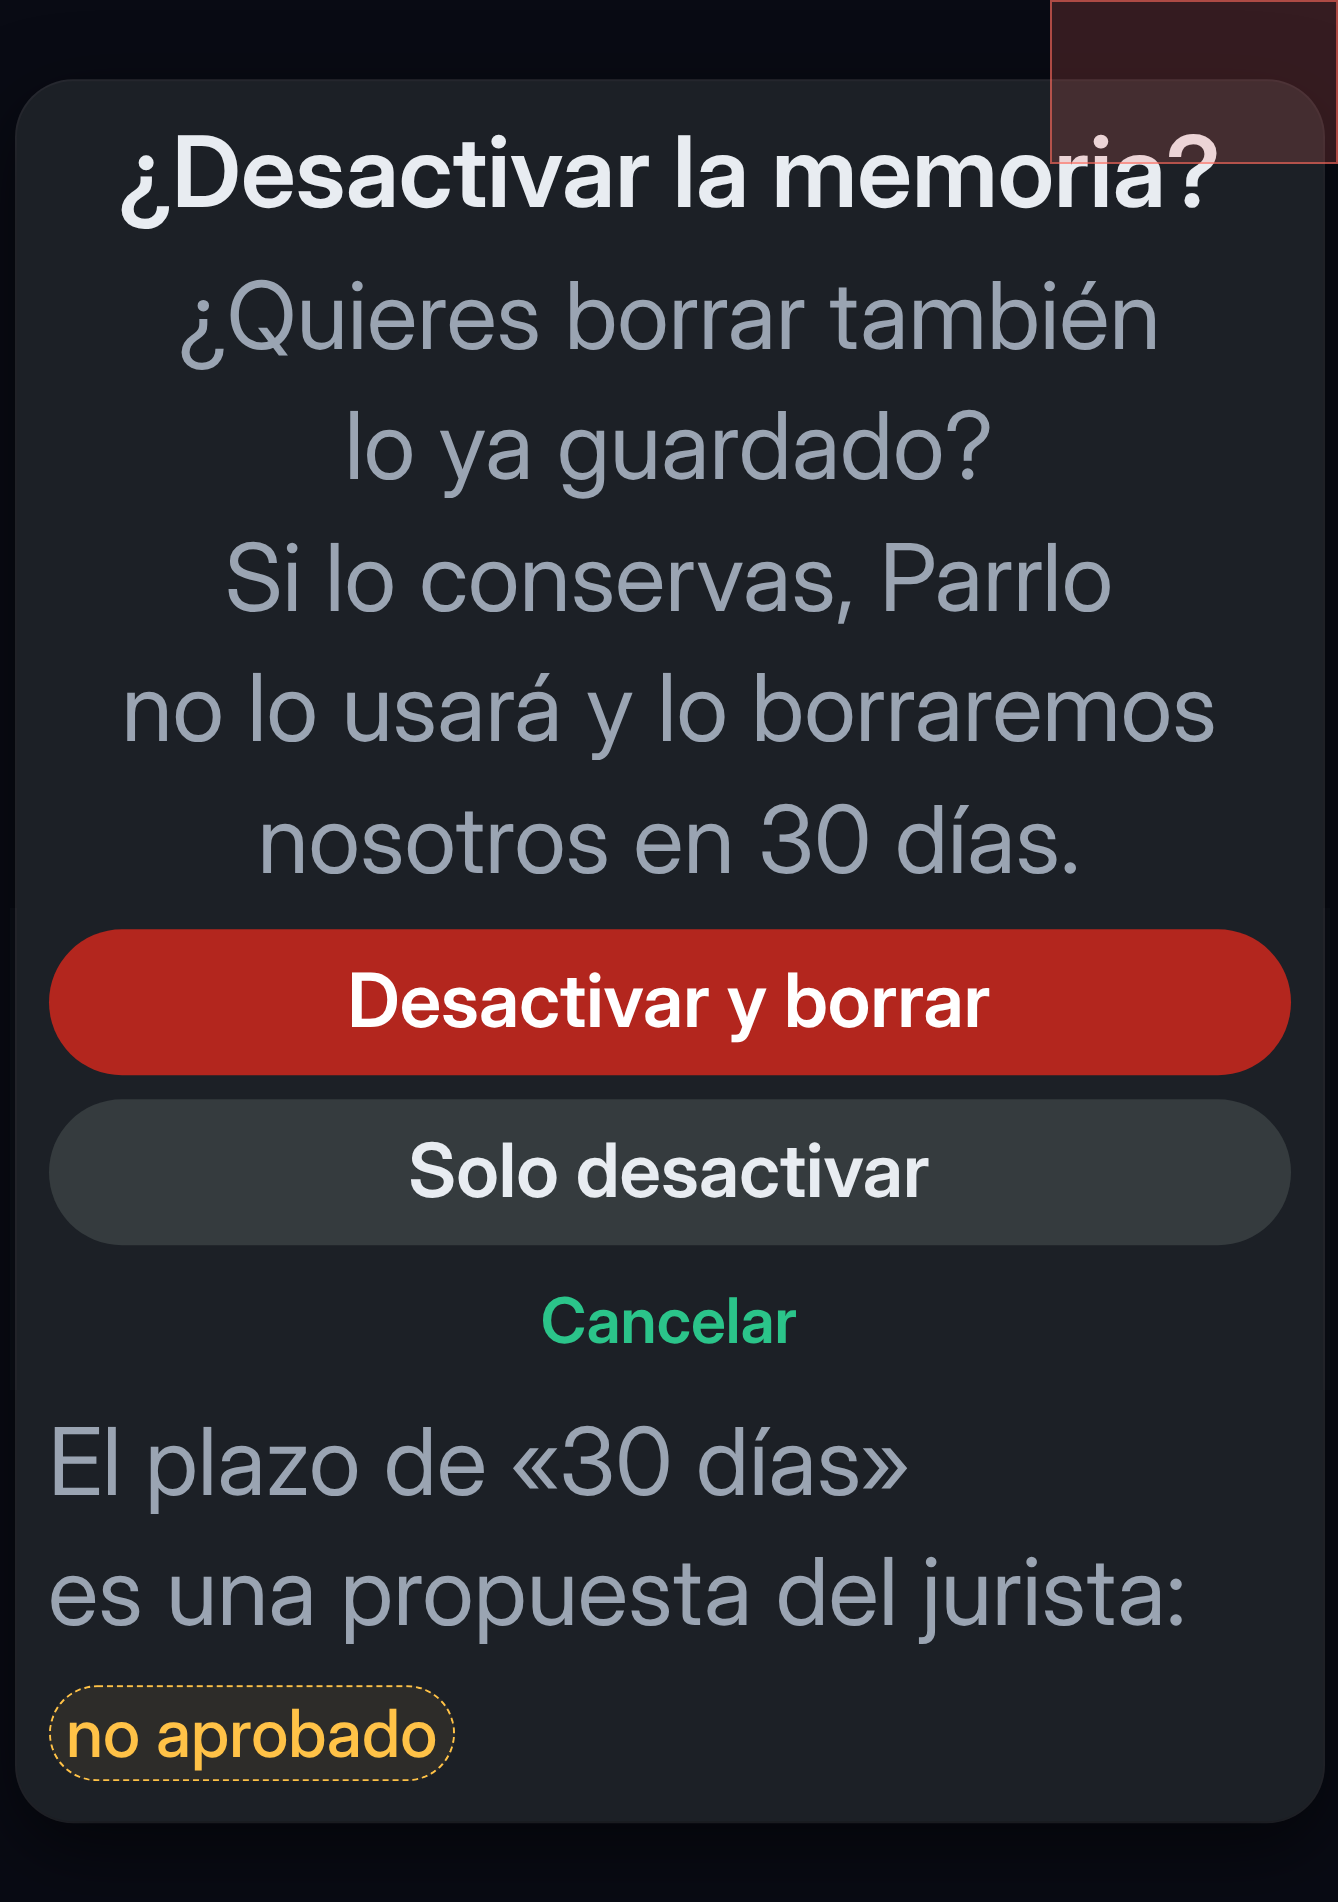 ¿Desactivar la memoria?
¿Quieres borrar también
lo ya guardado?
Si lo conservas, Parrlo
no lo usará y lo borraremos
nosotros en 30 días.
Desactivar y borrar
Solo desactivar
Cancelar
El plazo de «30 días»
es una propuesta del jurista:
no aprobado